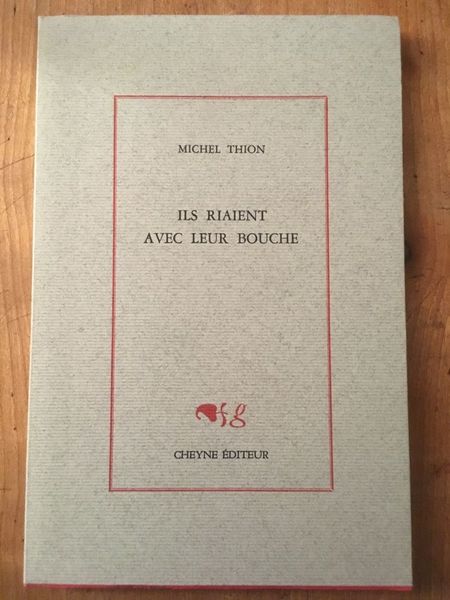 MICHEL THION
ILS RIAIENT
AVEC LEUR BOUCHE
CHEYNE ÉDITEUR